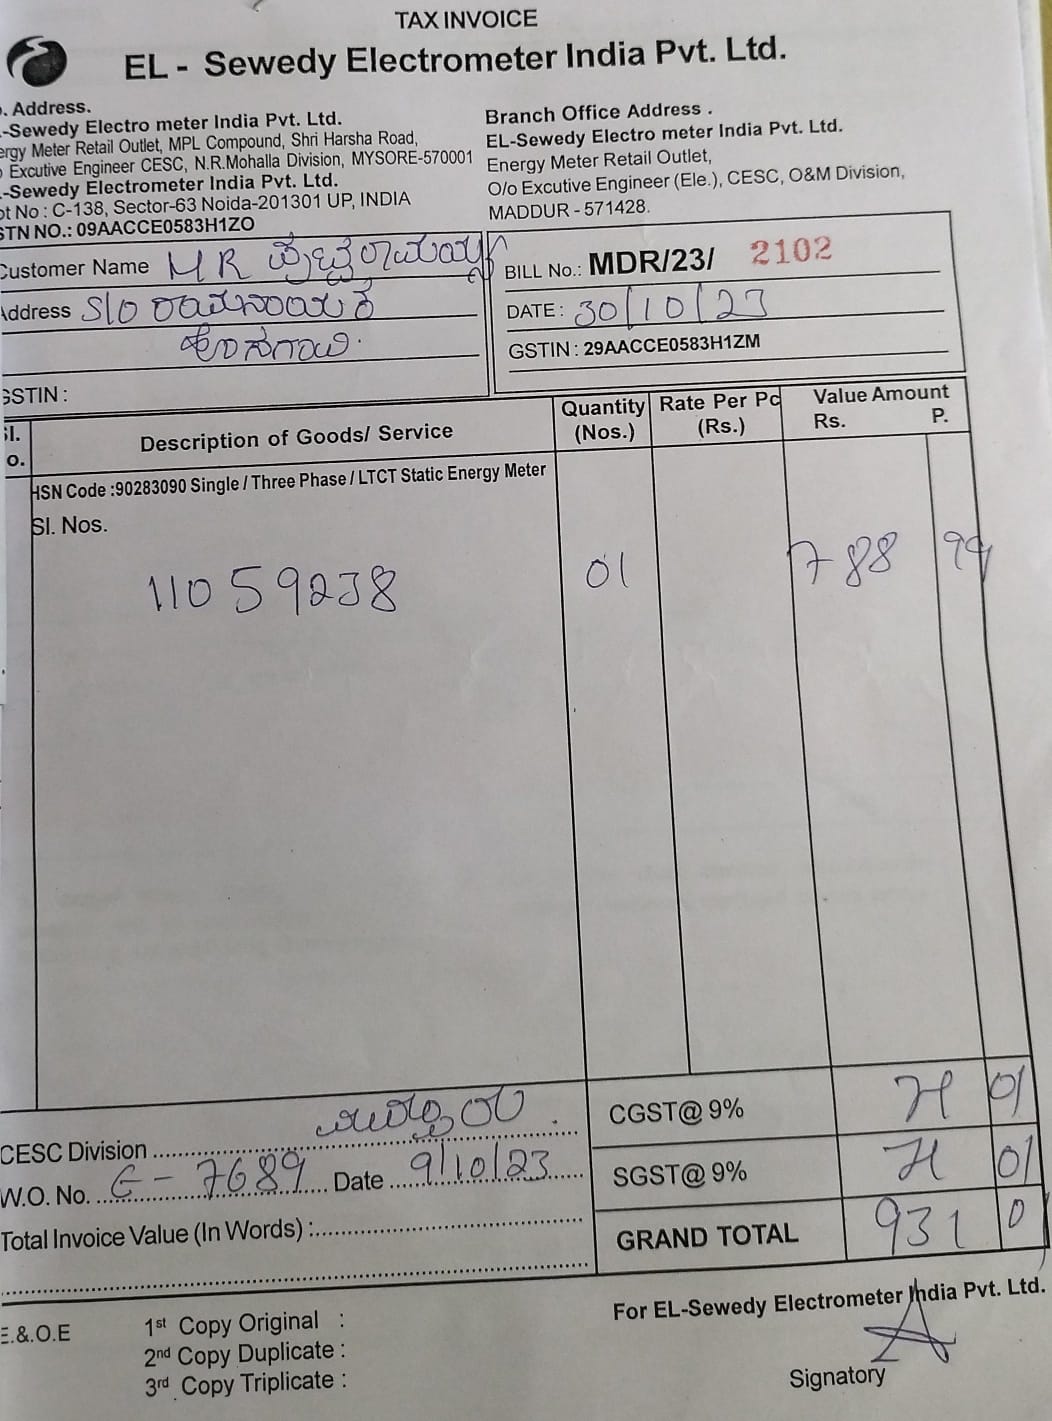 TAX INVOICE
EL - Sewedy Electrometer India Pvt. Ltd.
. Address.
-Sewedy Electro meter India Pvt. Ltd.
ergy Meter Retail Outlet, MPL Compound, Shri Harsha Road,
Excutive Engineer CESC, N.R.Mohalla Division, MYSORE-570001
-Sewedy Electrometer India Pvt. Ltd.
ot No : C-138, Sector-63 Noida-201301 UP, INDIA
STN NO.: 09AACCE0583H1ZO
Branch Office Address .
EL-Sewedy Electro meter India Pvt. Ltd.
Energy Meter Retail Outlet,
O/o Excutive Engineer (Ele.), CESC, O&M Division,
MADDUR - 571428.
Customer Name MR
Address S/O
GSTIN :
BILL No.: MDR/23/ 2102
DATE : 30/10/23
GSTIN : 29AACCE0583H1ZM
Sl. Description of Goods/ Service Quantity Rate Per Pc Value Amount
o. (Nos.) (Rs.) Rs. P.
HSN Code :90283090 Single / Three Phase / LTCT Static Energy Meter
Sl. Nos.
11059238 01 788 99
CESC Division
W.O. No. E - 7689 Date 9/10/23
Total Invoice Value (In Words) :
CGST@ 9% 71 01
SGST@ 9% 71 01
GRAND TOTAL 931 0
For EL-Sewedy Electrometer India Pvt. Ltd.
E.&.O.E
1st Copy Original :
2nd Copy Duplicate :
3rd Copy Triplicate :
Signatory